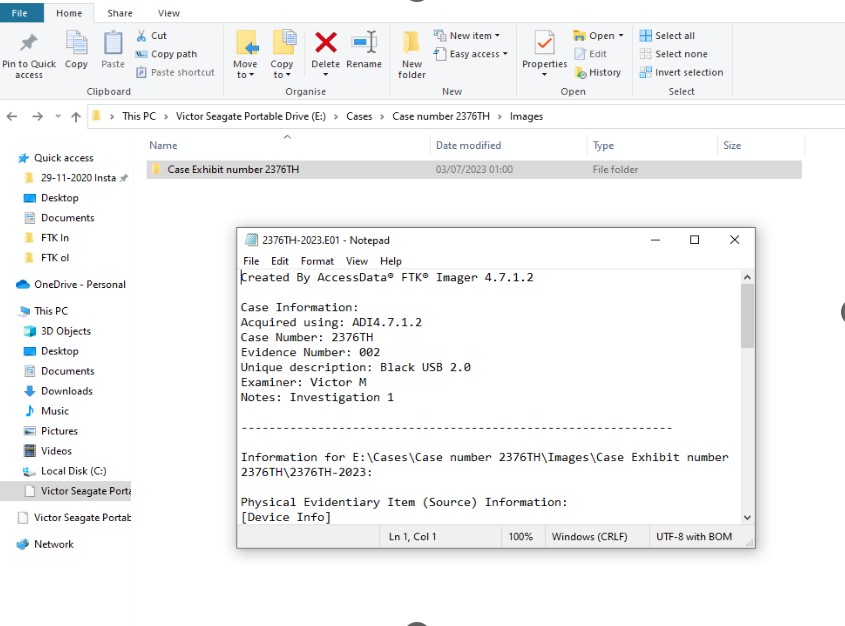 File Home Share View
Pin to Quick access
Copy
Paste
Cut
Copy path
Paste shortcut
Clipboard
Move to
Copy to
Delete
Rename
Organise
New folder
New item
Easy access
New
Properties
Open
Edit
History
Open
Select all
Select none
Invert selection
Select
This PC > Victor Seagate Portable Drive (E:) > Cases > Case number 2376TH > Images
Name Date modified Type Size
Case Exhibit number 2376TH 03/07/2023 01:00 File folder
Quick access
29-11-2020 Insta
Desktop
Documents
FTK In
FTK ol
OneDrive - Personal
This PC
3D Objects
Desktop
Documents
Downloads
Music
Pictures
Videos
Local Disk (C:)
Victor Seagate Porta
Victor Seagate Portab
Network
2376TH-2023.E01 - Notepad
File Edit Format View Help
Created By AccessData® FTK® Imager 4.7.1.2
Case Information:
Acquired using: ADI4.7.1.2
Case Number: 2376TH
Evidence Number: 002
Unique description: Black USB 2.0
Examiner: Victor M
Notes: Investigation 1
--------------------------------------------------------------
Information for E:\Cases\Case number 2376TH\Images\Case Exhibit number
2376TH\2376TH-2023:
Physical Evidentiary Item (Source) Information:
[Device Info]
Ln 1, Col 1 100% Windows (CRLF) UTF-8 with BOM